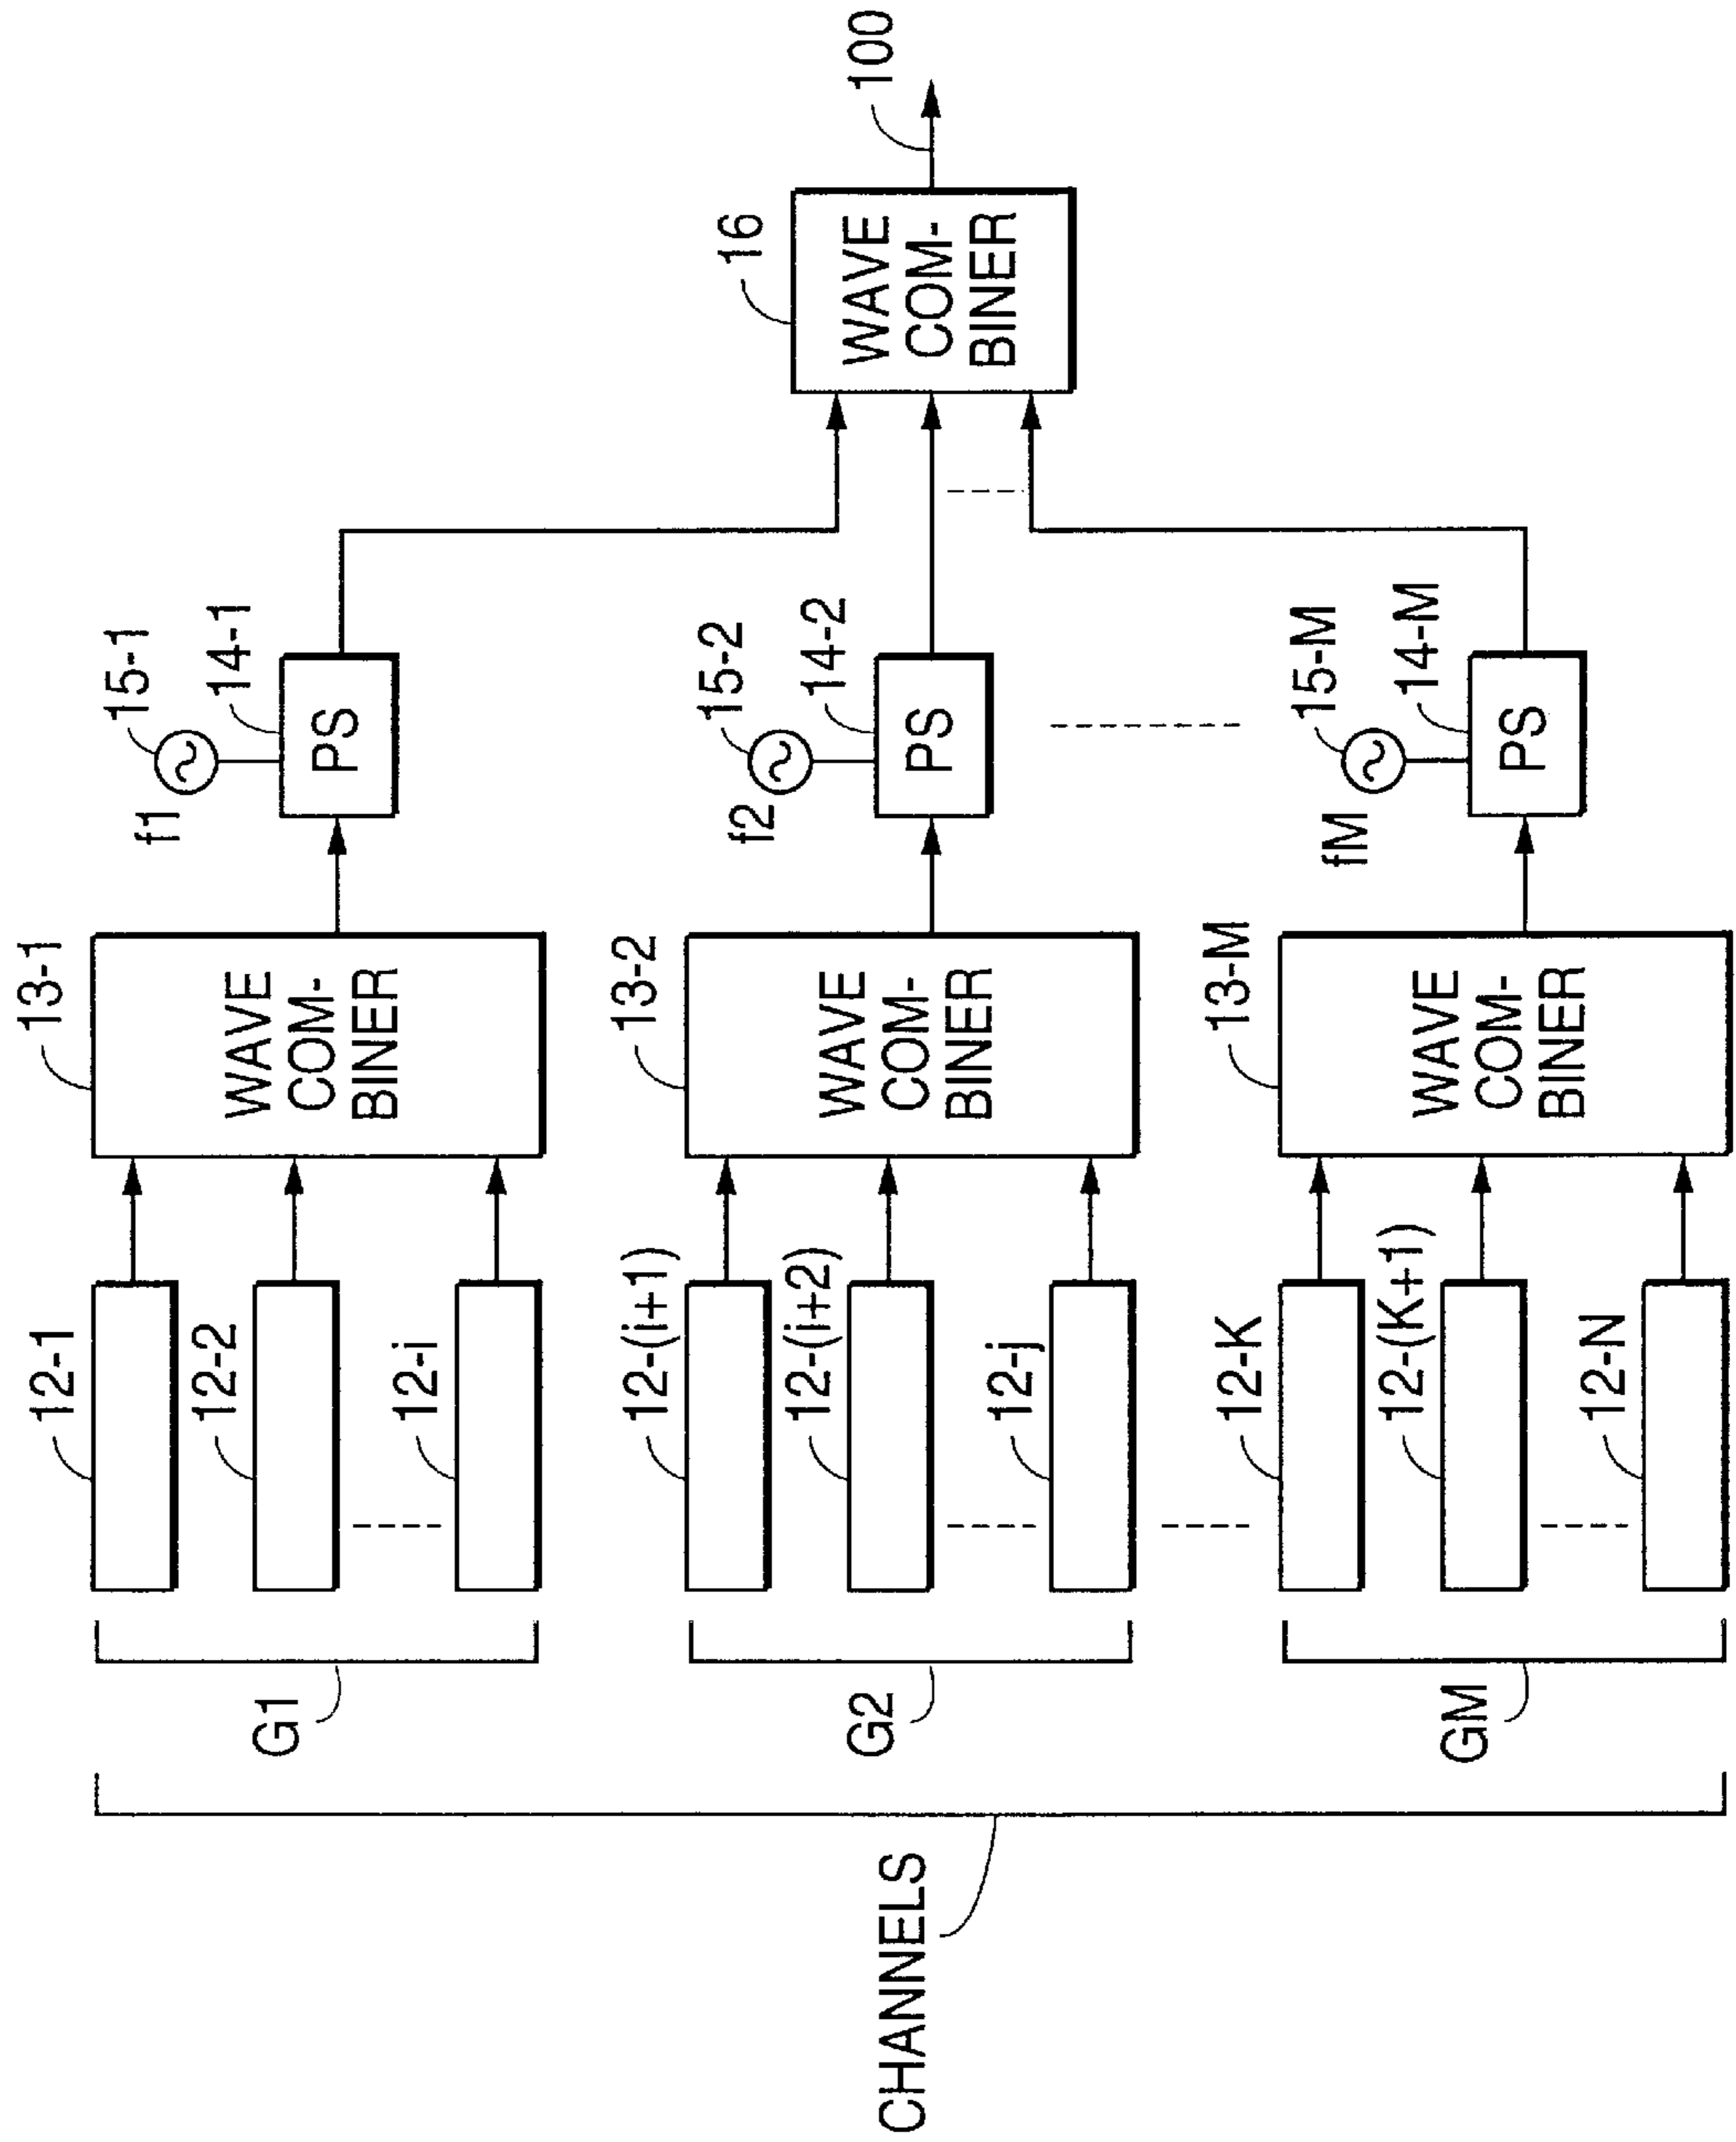 CHANNELS
G1
12-1
12-2
12-i
13-1
WAVE
COM-
BINER
f1
15-1
14-1
PS
G2
12-(i+1)
12-(i+2)
12-j
13-2
WAVE
COM-
BINER
f2
15-2
14-2
PS
GM
12-K
12-(K+1)
12-N
13-M
WAVE
COM-
BINER
fM
15-M
14-M
PS
16
WAVE
COM-
BINER
100